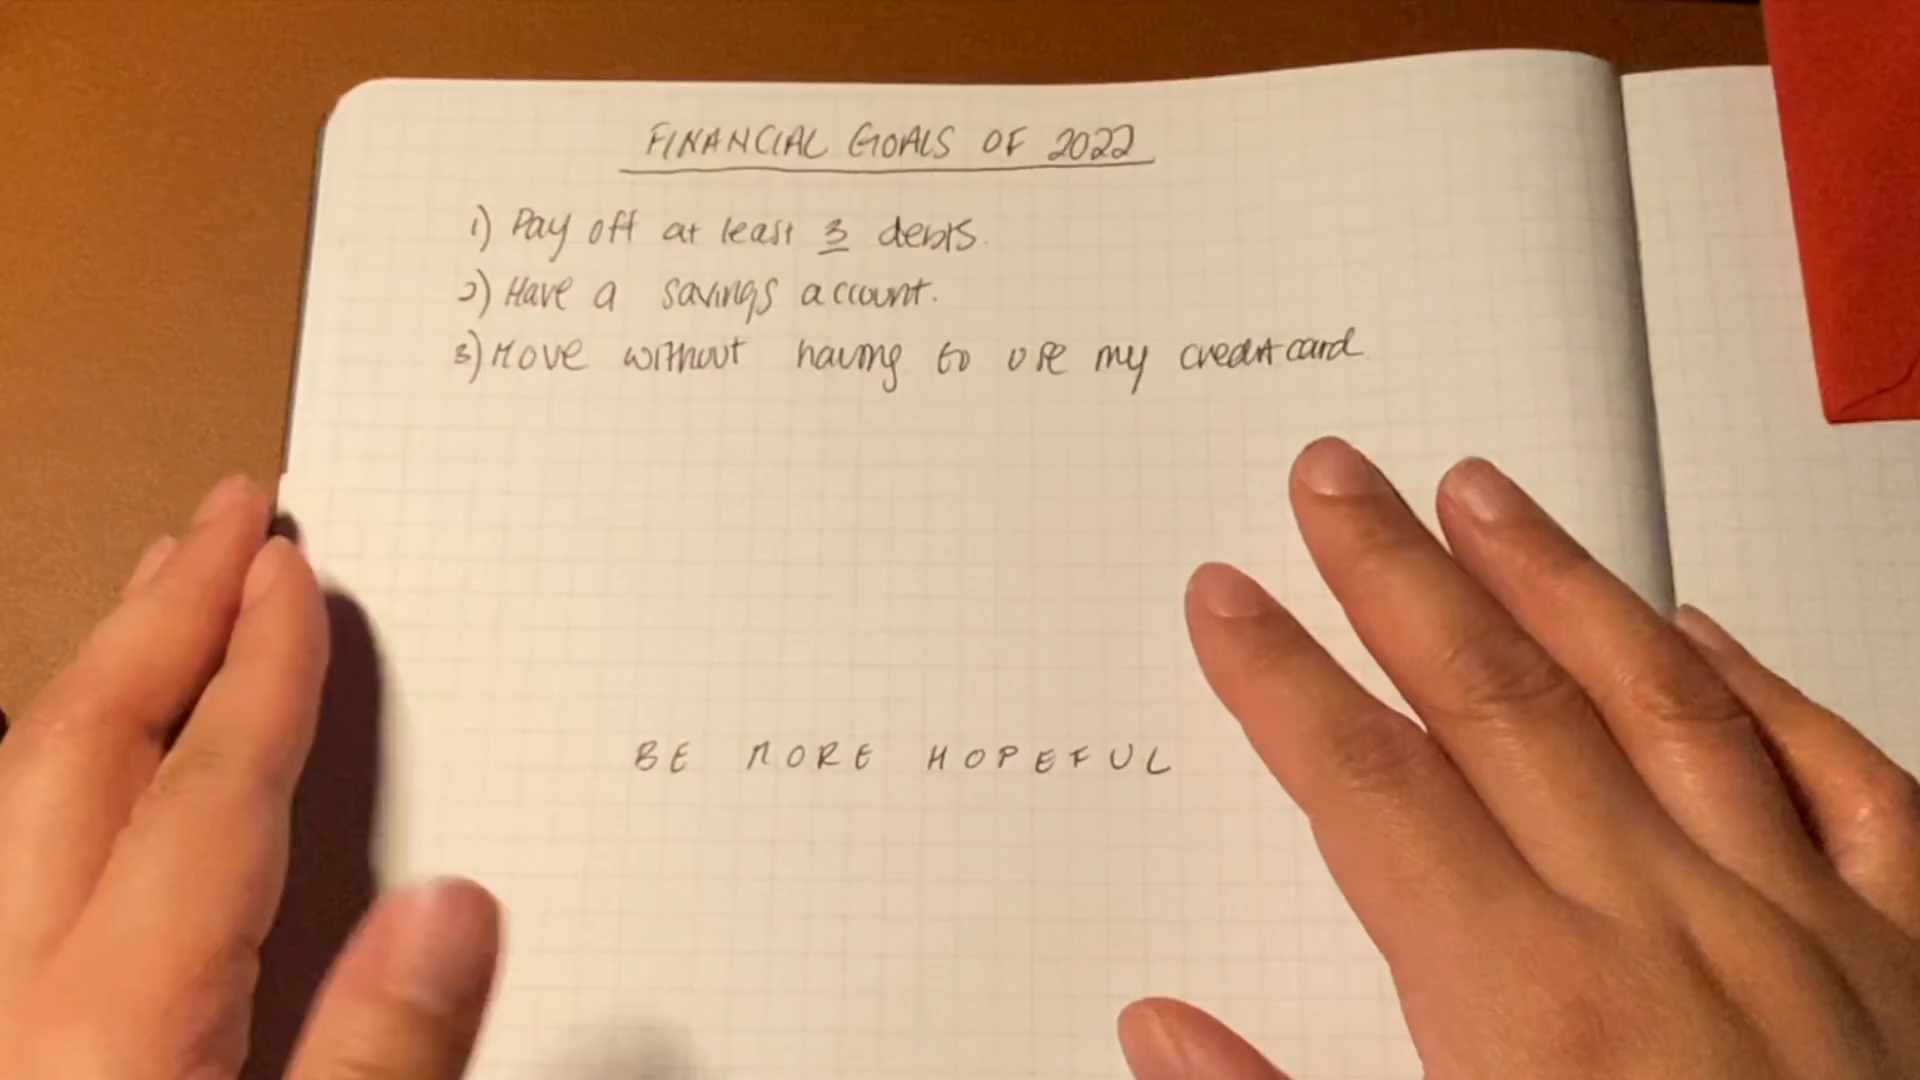 FINANCIAL GOALS OF 2022
1) Pay off at least 3 debts.
2) Have a savings account.
3) Move without having to use my credit card
BE MORE HOPEFUL